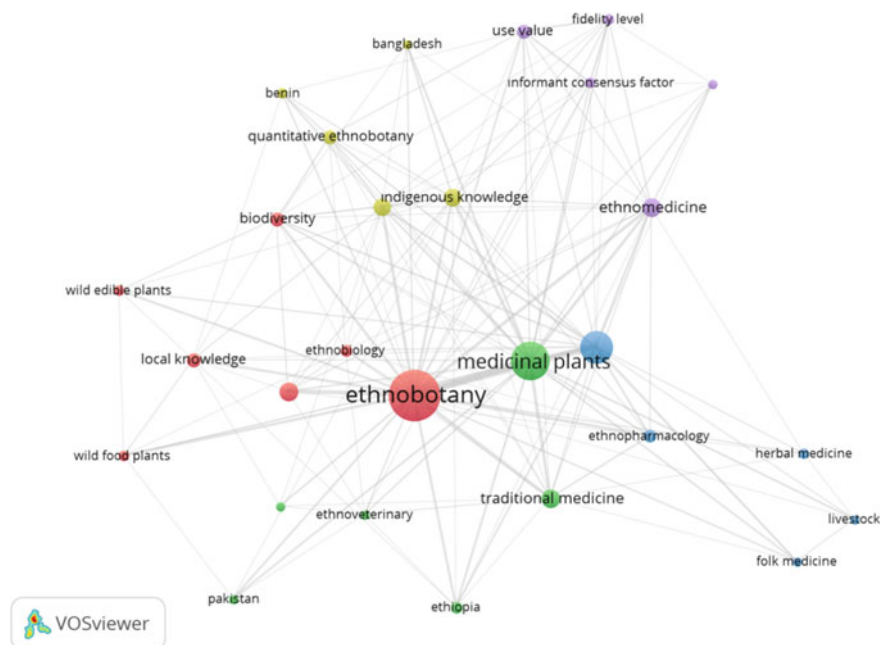 fidelity level
use value
bangladesh
informant consensus factor
benin
quantitative ethnobotany
indigenous knowledge
ethnomedicine
biodiversity
wild edible plants
ethnobiology
local knowledge
medicinal plants
ethnobotany
ethnopharmacology
wild food plants
herbal medicine
traditional medicine
ethnoveterinary
livestock
folk medicine
pakistan
ethiopia
VOSviewer